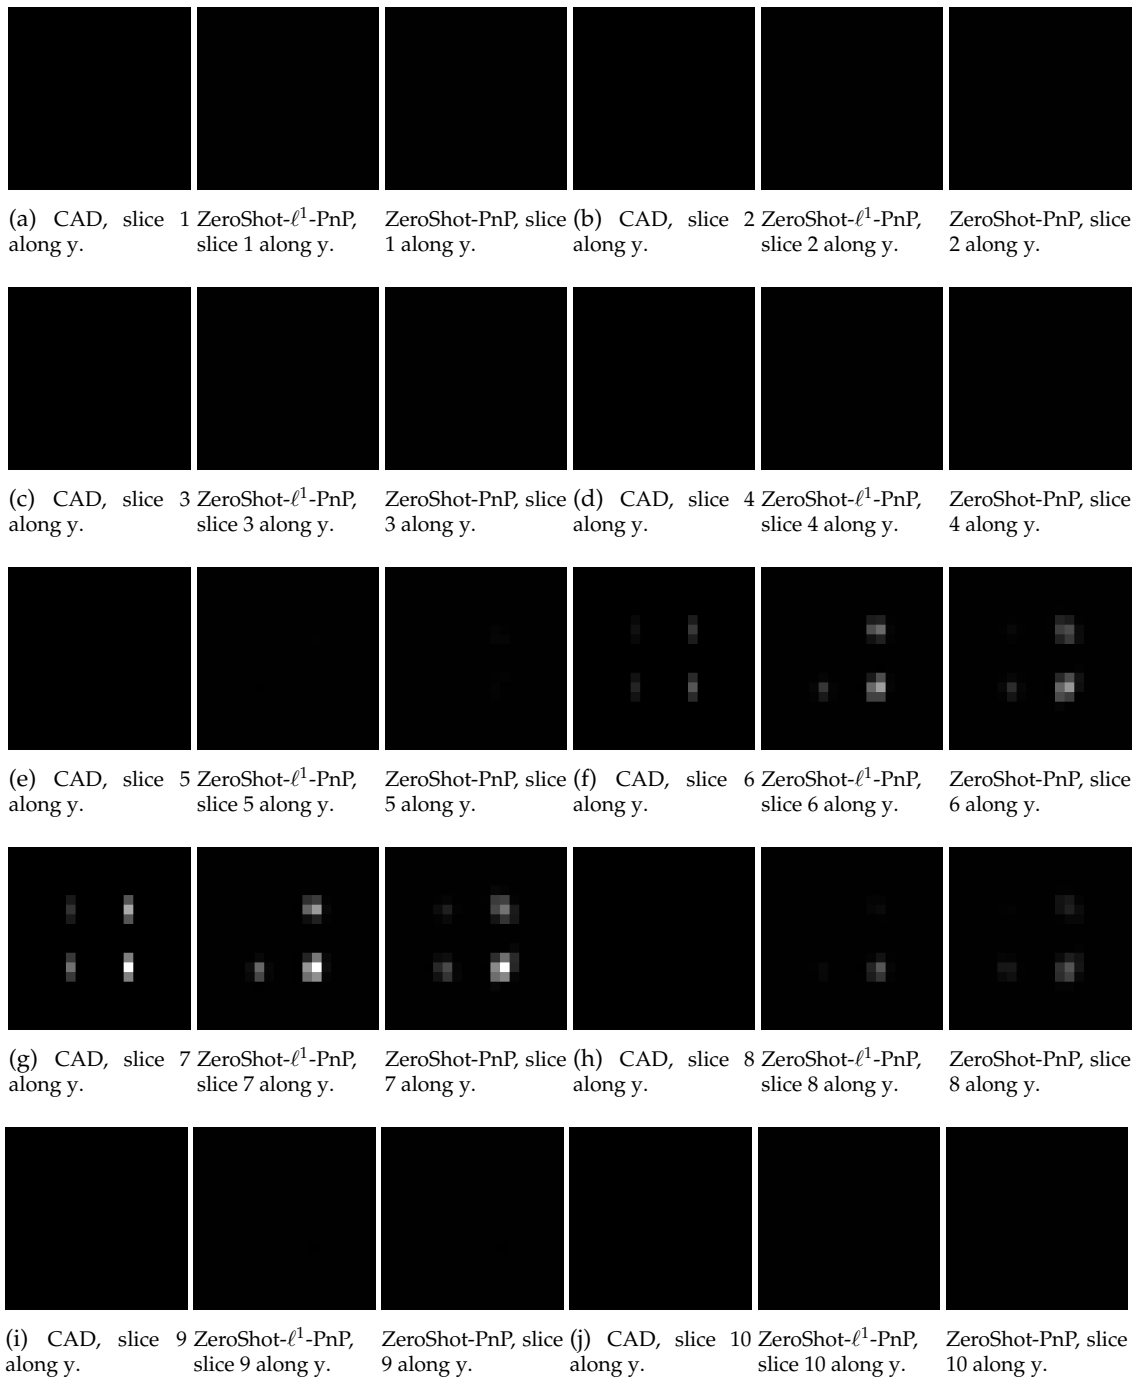 (a) CAD, slice 1 along y.
ZeroShot-ℓ¹-PnP, slice 1 along y.
ZeroShot-PnP, slice 1 along y.
(b) CAD, slice 2 along y.
ZeroShot-ℓ¹-PnP, slice 2 along y.
ZeroShot-PnP, slice 2 along y.
(c) CAD, slice 3 along y.
ZeroShot-ℓ¹-PnP, slice 3 along y.
ZeroShot-PnP, slice 3 along y.
(d) CAD, slice 4 along y.
ZeroShot-ℓ¹-PnP, slice 4 along y.
ZeroShot-PnP, slice 4 along y.
(e) CAD, slice 5 along y.
ZeroShot-ℓ¹-PnP, slice 5 along y.
ZeroShot-PnP, slice 5 along y.
(f) CAD, slice 6 along y.
ZeroShot-ℓ¹-PnP, slice 6 along y.
ZeroShot-PnP, slice 6 along y.
(g) CAD, slice 7 along y.
ZeroShot-ℓ¹-PnP, slice 7 along y.
ZeroShot-PnP, slice 7 along y.
(h) CAD, slice 8 along y.
ZeroShot-ℓ¹-PnP, slice 8 along y.
ZeroShot-PnP, slice 8 along y.
(i) CAD, slice 9 along y.
ZeroShot-ℓ¹-PnP, slice 9 along y.
ZeroShot-PnP, slice 9 along y.
(j) CAD, slice 10 along y.
ZeroShot-ℓ¹-PnP, slice 10 along y.
ZeroShot-PnP, slice 10 along y.